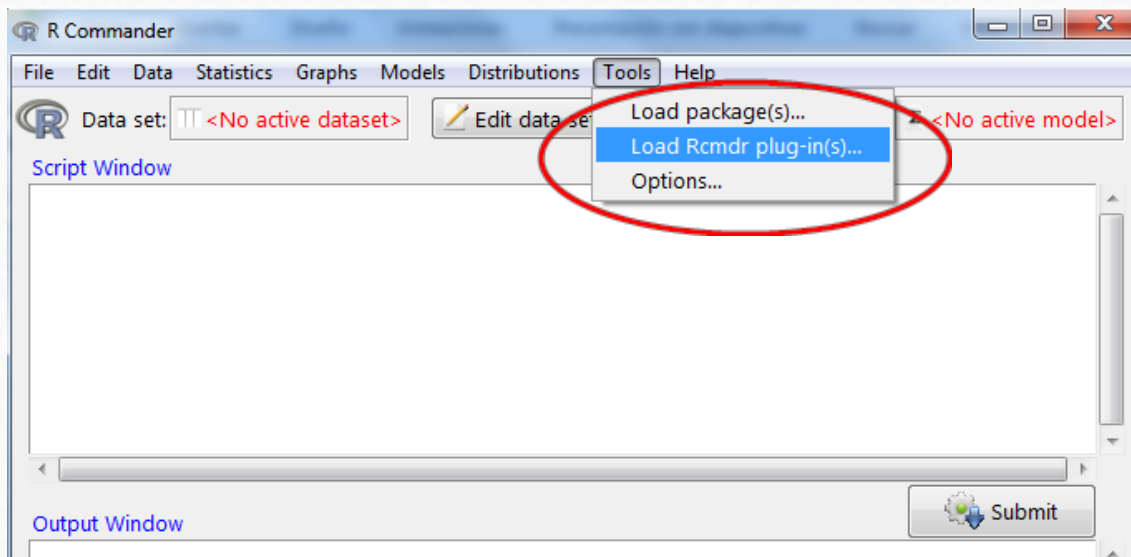 R Commander
File Edit Data Statistics Graphs Models Distributions Tools Help
Data set: <No active dataset> Edit data se <No active model>
Load package(s)...
Load Rcmdr plug-in(s)...
Options...
Script Window
Submit
Output Window